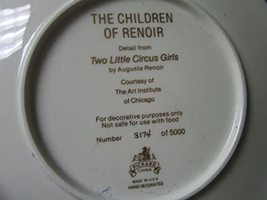 THE CHILDREN
OF RENOIR
Detail from
Two Little Circus Girls
by Auguste Renoir
Courtesy of
The Art Institute
of Chicago
For decorative purposes only
Not safe for use with food
Number 3174 of 5000
PICKARD
CHINA
MADE IN U.S.A.
HAND DECORATED